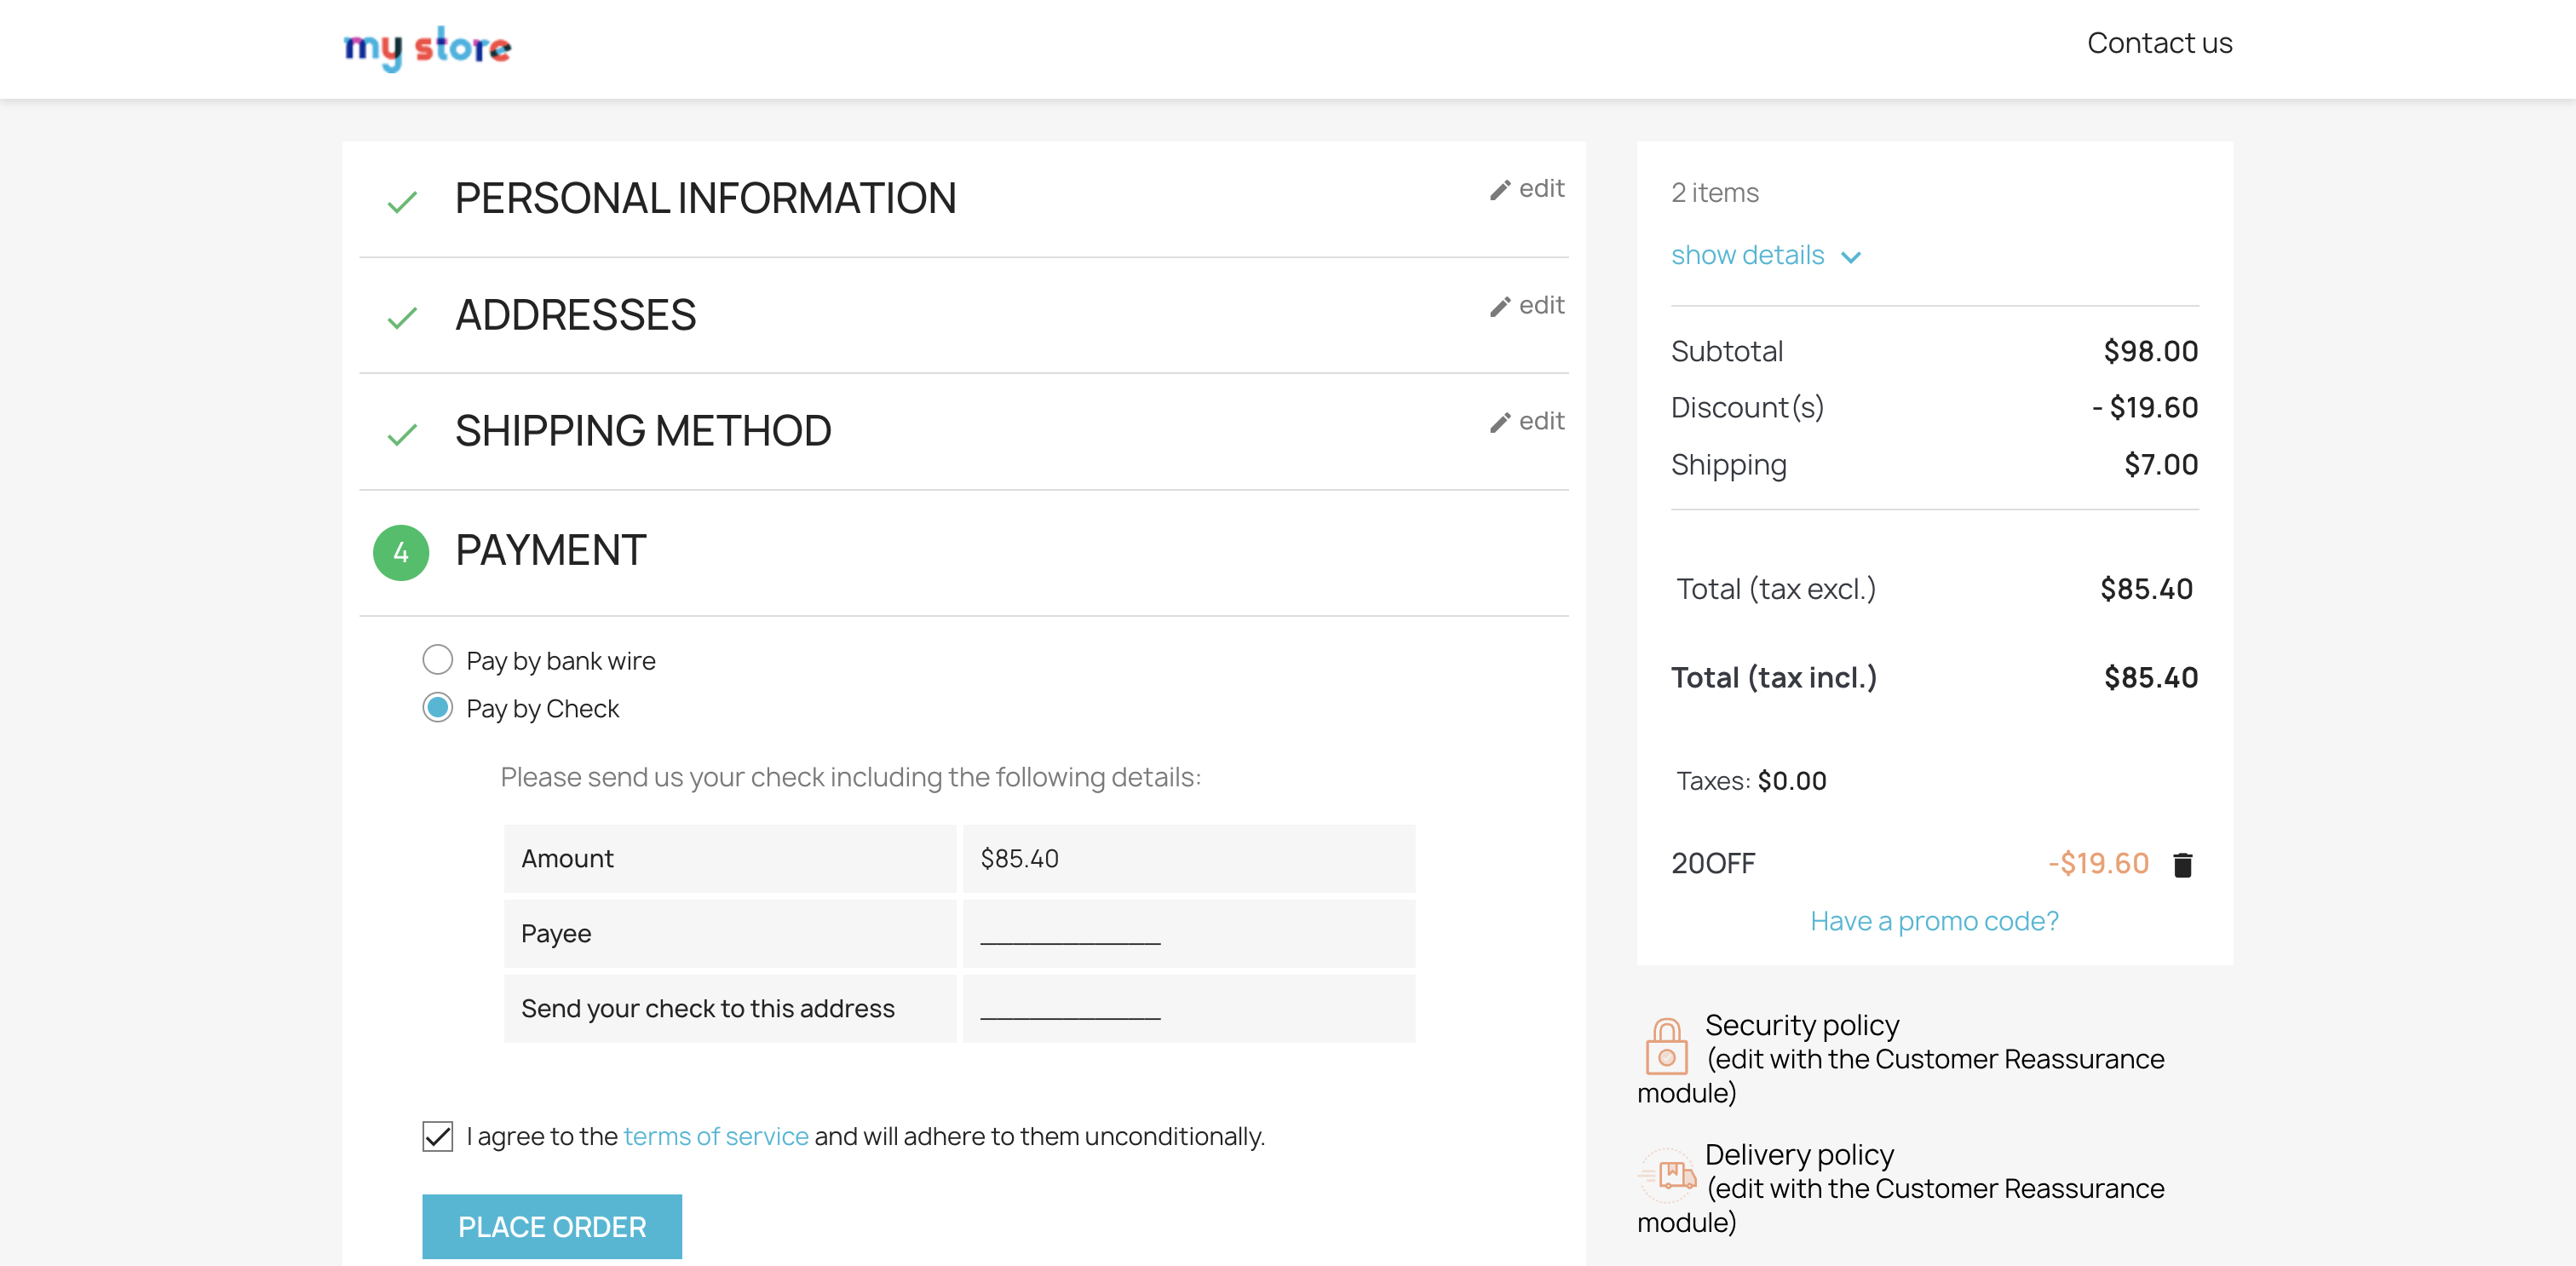 my store
Contact us
PERSONAL INFORMATION
edit
ADDRESSES
edit
SHIPPING METHOD
edit
4 PAYMENT
Pay by bank wire
Pay by Check
Please send us your check including the following details:
Amount $85.40
Payee ___________
Send your check to this address ___________
I agree to the terms of service and will adhere to them unconditionally.
PLACE ORDER
2 items
show details
Subtotal $98.00
Discount(s) - $19.60
Shipping $7.00
Total (tax excl.) $85.40
Total (tax incl.) $85.40
Taxes: $0.00
20OFF -$19.60
Have a promo code?
Security policy
(edit with the Customer Reassurance
module)
Delivery policy
(edit with the Customer Reassurance
module)